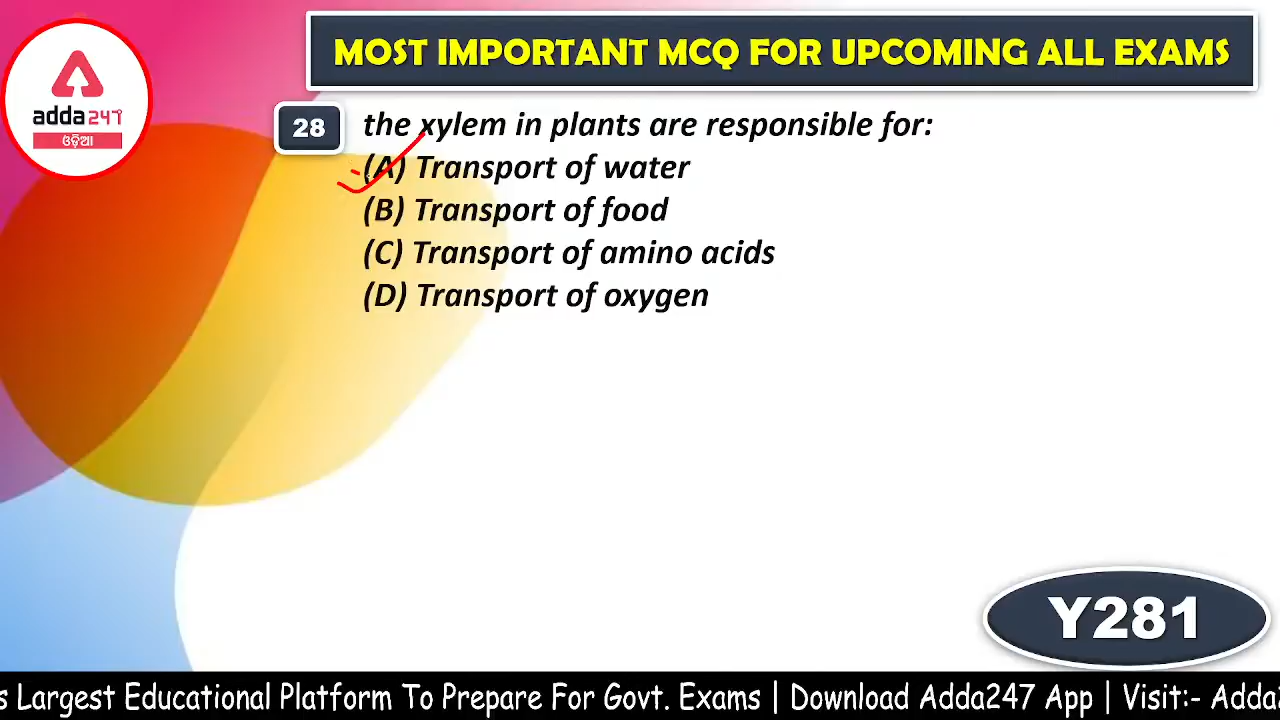 MOST IMPORTANT MCQ FOR UPCOMING ALL EXAMS
adda247
ଓଡ଼ିଆ
28
the xylem in plants are responsible for:
(A) Transport of water
(B) Transport of food
(C) Transport of amino acids
(D) Transport of oxygen
Y281
s Largest Educational Platform To Prepare For Govt. Exams | Download Adda247 App | Visit:- Adda